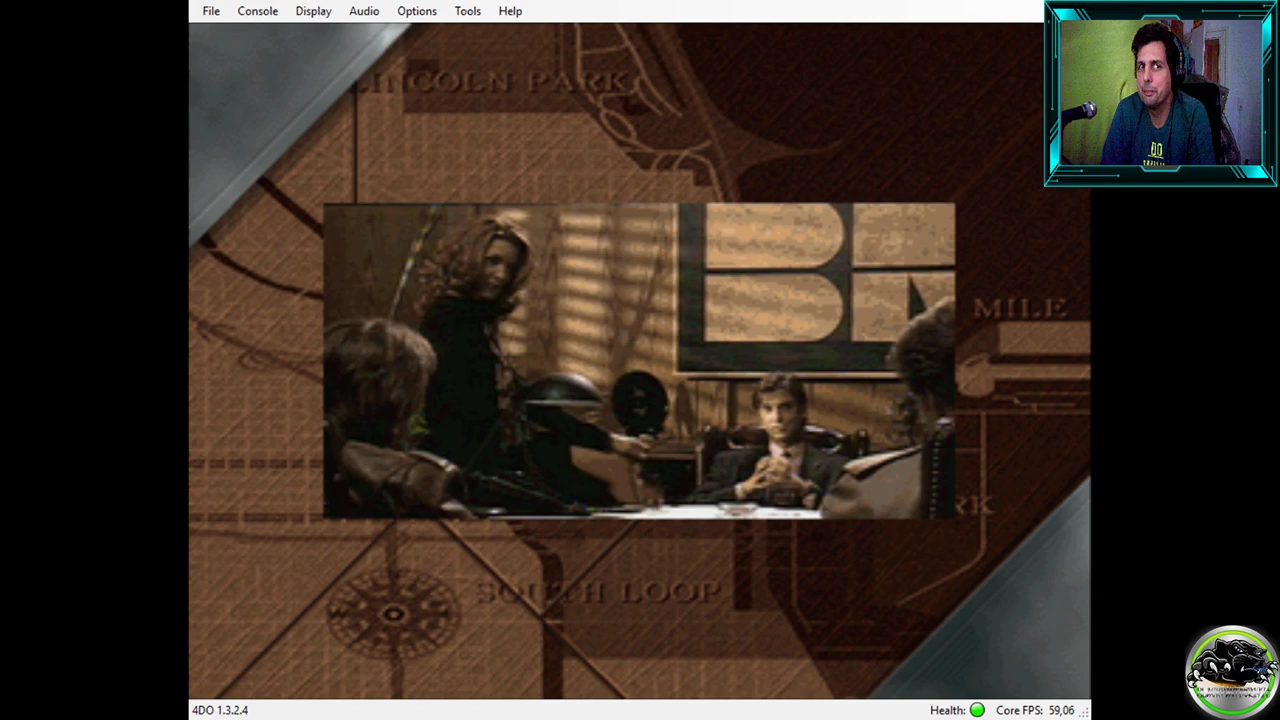 File Console Display Audio Options Tools Help
LINCOLN PARK
MILE
RK
SOUTH LOOP
4DO 1.3.2.4
Health: Core FPS: 59,06